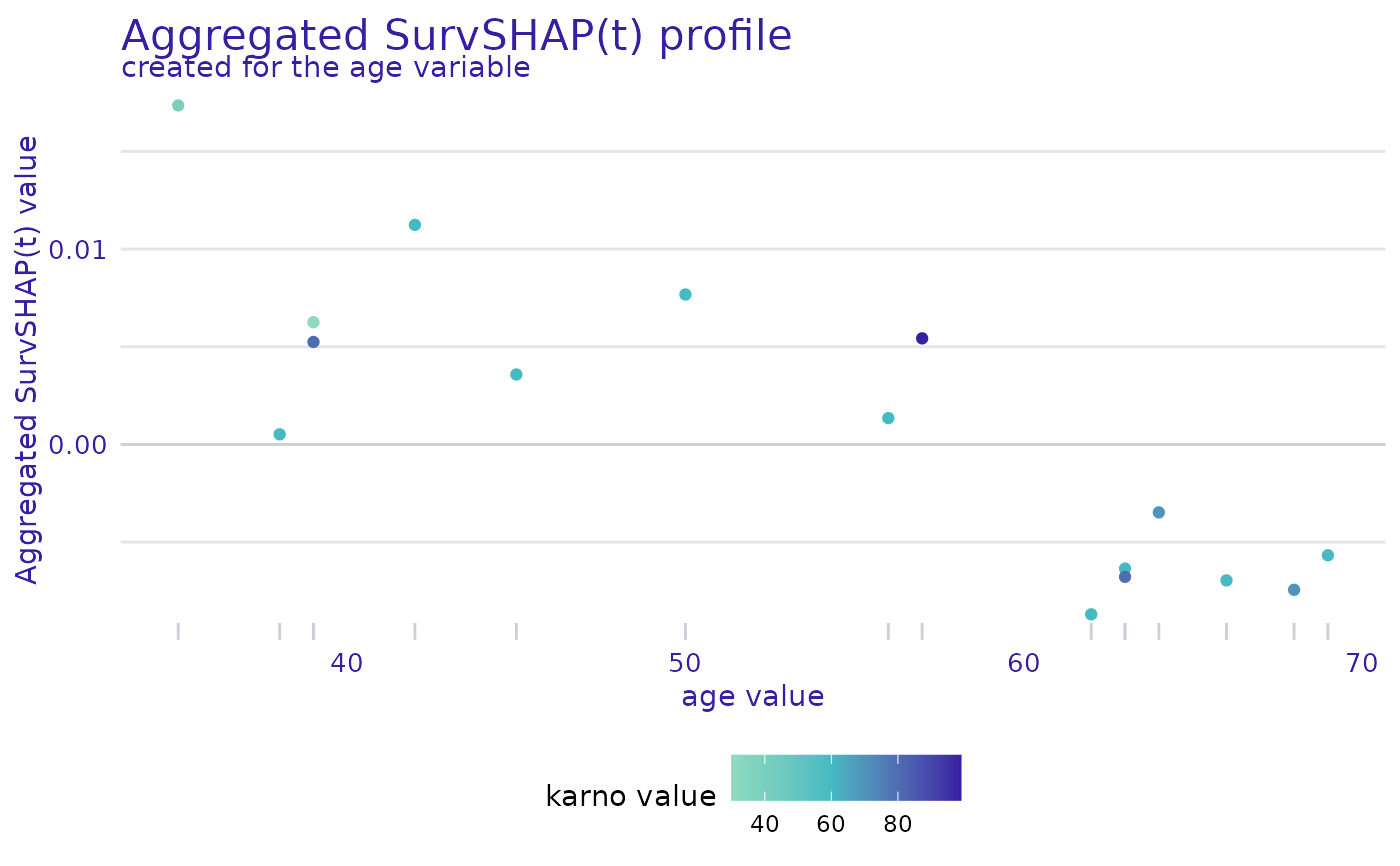 Aggregated SurvSHAP(t) profile
created for the age variable
Aggregated SurvSHAP(t) value
0.01
0.00
40 50 60 70
age value
karno value
40 60 80